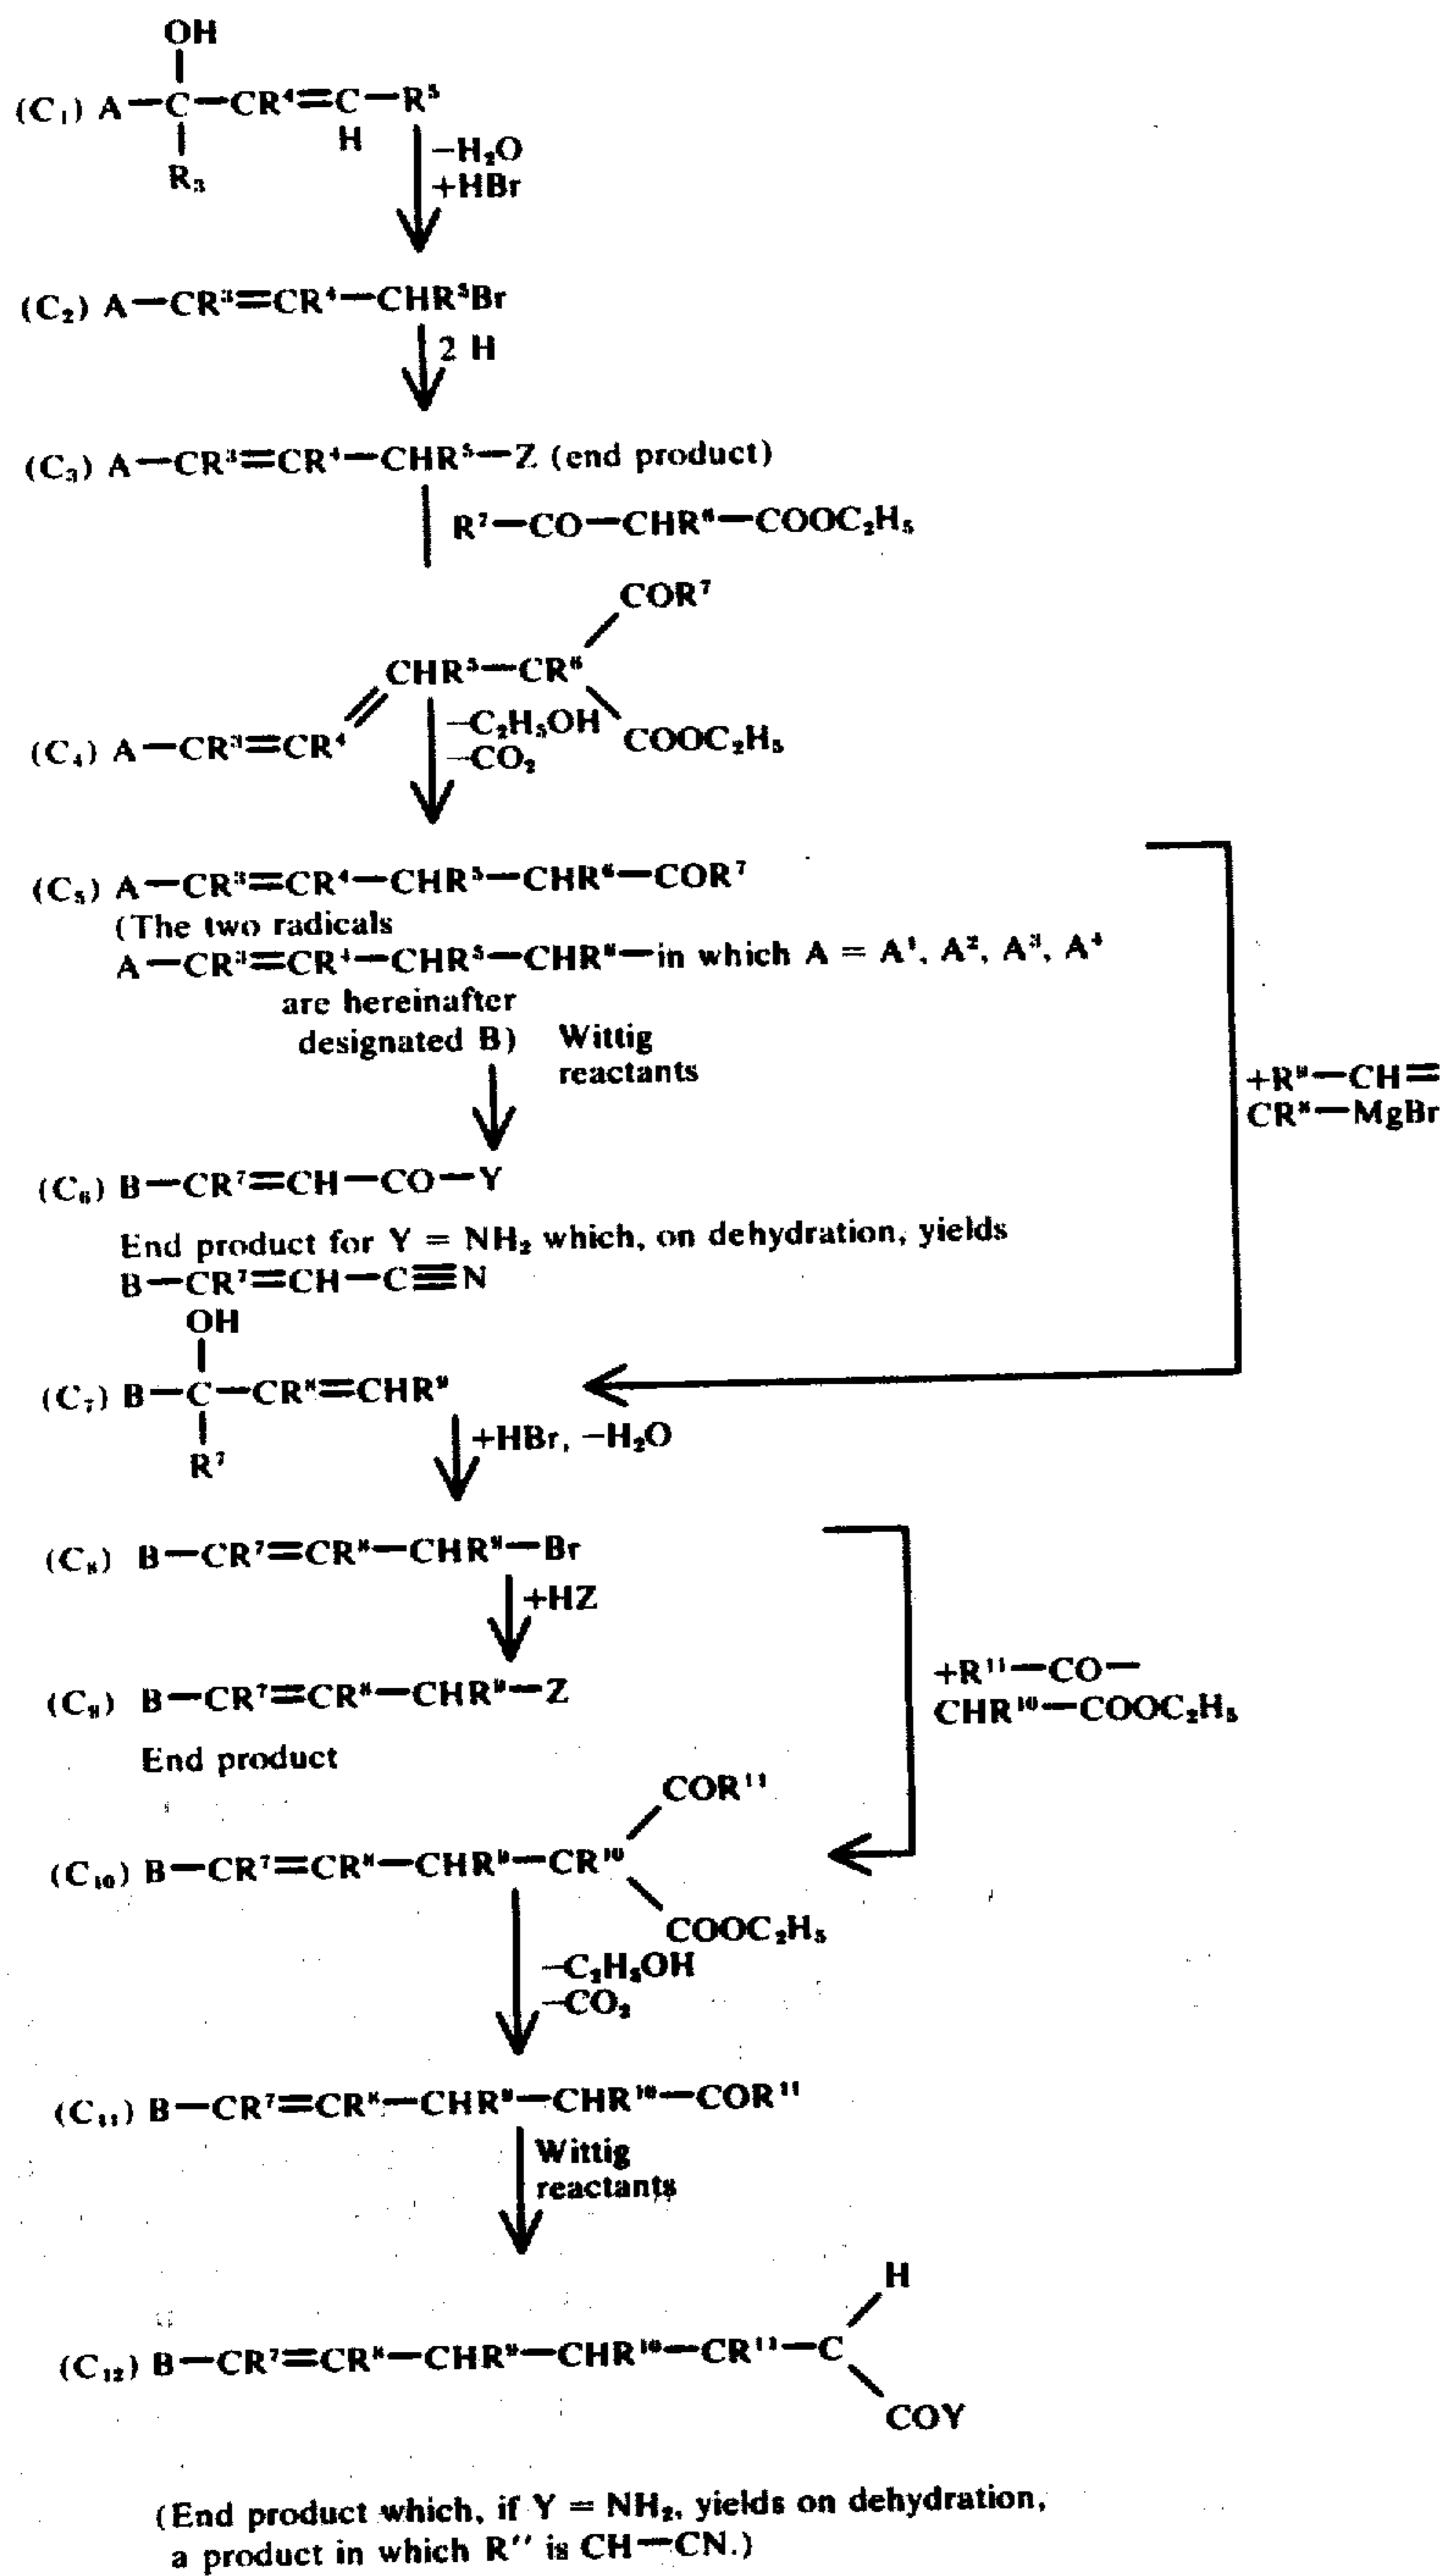 OH
(C₁) A—C—CR⁴=C—R⁵
H
R₃
—H₂O
+HBr
(C₂) A—CR³=CR⁴—CHR⁵Br
2 H
(C₃) A—CR³=CR⁴—CHR⁵—Z (end product)
R⁷—CO—CHR⁶—COOC₂H₅
COR⁷
CHR⁵—CR⁶
(C₄) A—CR³=CR⁴
COOC₂H₅
—C₂H₅OH
—CO₂
(C₅) A—CR³=CR⁴—CHR⁵—CHR⁶—COR⁷
(The two radicals
A—CR³=CR⁴—CHR⁵—CHR⁶—in which A = A¹, A², A³, A⁴
are hereinafter
designated B)
Wittig
reactants
+R⁹—CH=
CR⁸—MgBr
(C₆) B—CR⁷=CH—CO—Y
End product for Y = NH₂ which, on dehydration, yields
B—CR⁷=CH—C≡N
OH
(C₇) B—C—CR⁸=CHR⁹
R⁷
+HBr, —H₂O
(C₈) B—CR⁷=CR⁸—CHR⁹—Br
+HZ
(C₉) B—CR⁷=CR⁸—CHR⁹—Z
End product
+R¹¹—CO—
CHR¹⁰—COOC₂H₅
COR¹¹
(C₁₀) B—CR⁷=CR⁸—CHR⁹—CR¹⁰
COOC₂H₅
—C₂H₅OH
—CO₂
(C₁₁) B—CR⁷=CR⁸—CHR⁹—CHR¹⁰—COR¹¹
Wittig
reactants
H
(C₁₂) B—CR⁷=CR⁸—CHR⁹—CHR¹⁰—CR¹¹—C
COY
(End product which, if Y = NH₂, yields on dehydration,
a product in which R″ is CH—CN.)